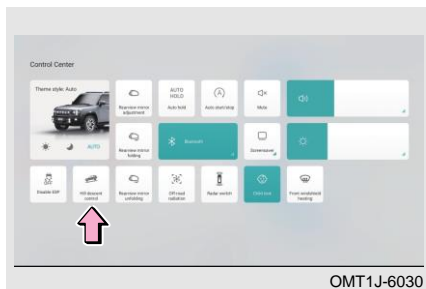 Control Center
Theme style: Auto
AUTO
Rearview mirror
adjustment
AUTO
HOLD
Auto hold
Auto start/stop
Mute
Rearview mirror
folding
Bluetooth
Screensaver
Disable ESP
Hill descent
control
Rearview mirror
unfolding
Off-road
Radar switch
Child lock
Front windshield
heating
OMT1J-6030